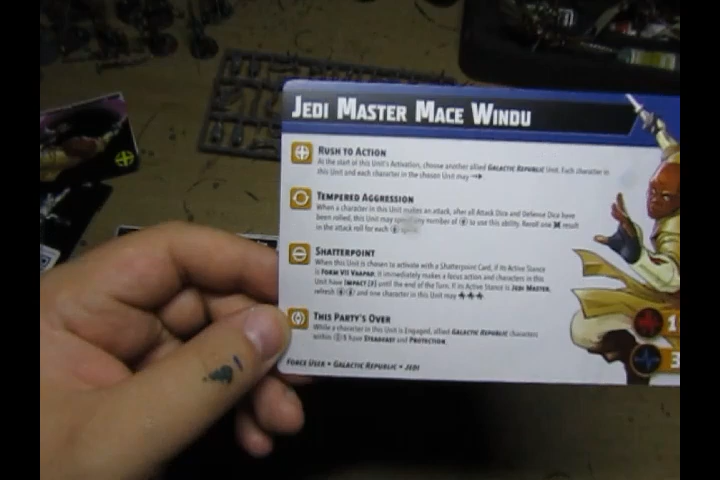 JEDI MASTER MACE WINDU
RUSH TO ACTION
At the start of this Unit's Activation, choose another allied GALACTIC REPUBLIC Unit. Each character in
this Unit and each character in the chosen Unit may
TEMPERED AGGRESSION
When a character in this Unit makes an attack, after all Attack Dice and Defense Dice have
been rolled, this Unit may spend any number of to use this ability. Reroll one result
in the attack roll for each
SHATTERPOINT
When this Unit is chosen to activate with a Shatterpoint Card, if its Active Stance
is FORM VII VAAPAD, it immediately makes a focus action and characters in this
Unit have IMPACT [2] until the end of the Turn. If its Active Stance is JEDI MASTER,
refresh and one character in this Unit may
THIS PARTY'S OVER
While a character in this Unit is Engaged, allied GALACTIC REPUBLIC characters
within 5 have STEADFAST and PROTECTION.
FORCE USER • GALACTIC REPUBLIC • JEDI
1
3